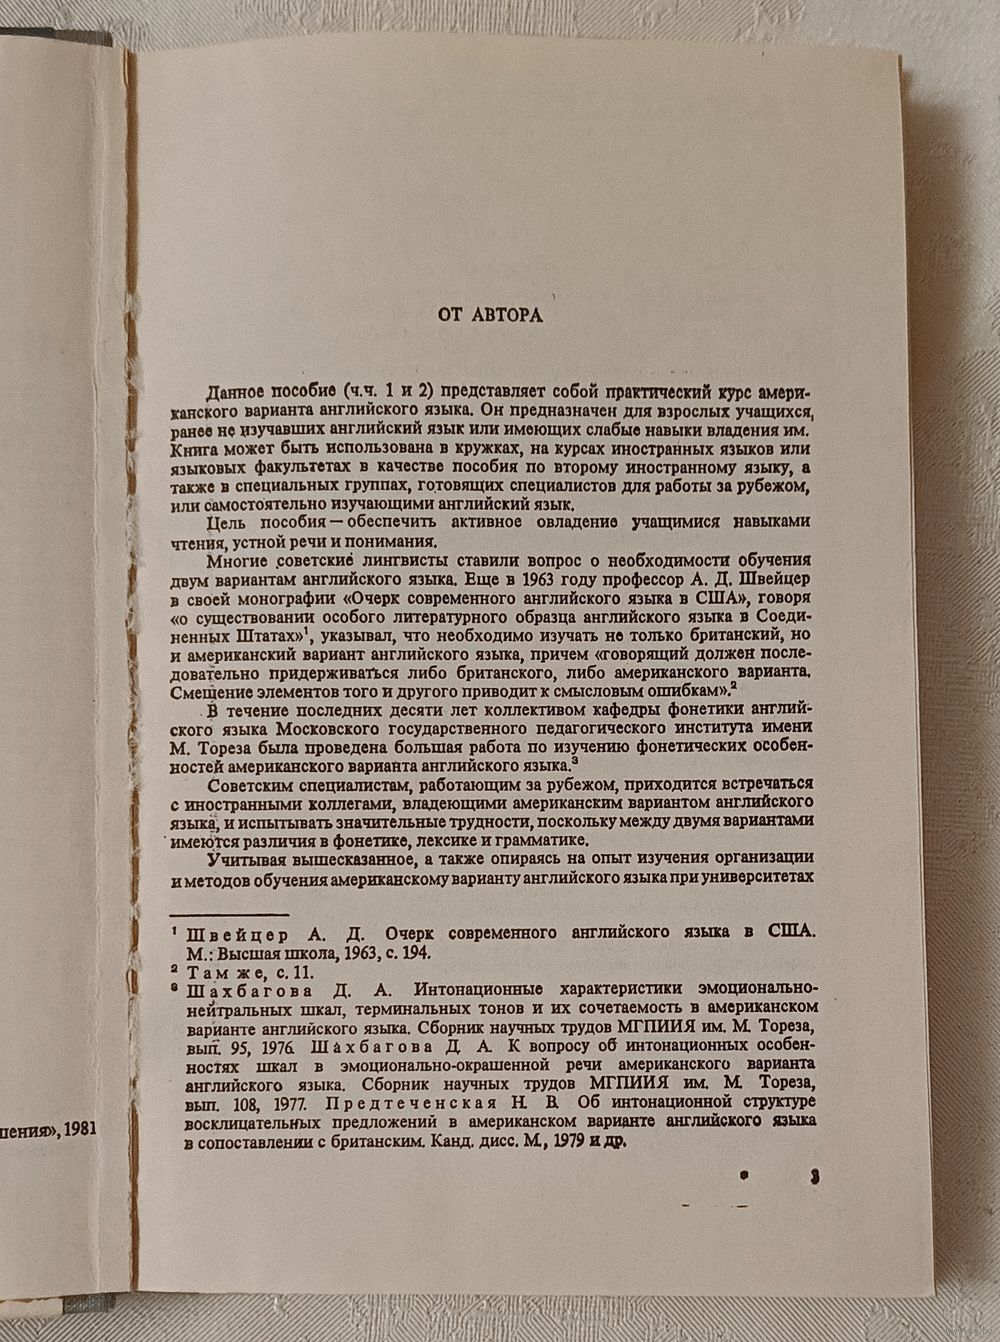 ОТ АВТОРА
Данное пособие (ч.ч. 1 и 2) представляет собой практический курс амери-
канского варианта английского языка. Он предназначен для взрослых учащихся,
ранее не изучавших английский язык или имеющих слабые навыки владения им.
Книга может быть использована в кружках, на курсах иностранных языков или
языковых факультетах в качестве пособия по второму иностранному языку, а
также в специальных группах, готовящих специалистов для работы за рубежом,
или самостоятельно изучающими английский язык.
Цель пособия — обеспечить активное овладение учащимися навыками
чтения, устной речи и понимания.
Многие советские лингвисты ставили вопрос о необходимости обучения
двум вариантам английского языка. Еще в 1963 году профессор А. Д. Швейцер
в своей монографии «Очерк современного английского языка в США», говоря
«о существовании особого литературного образца английского языка в Соеди-
ненных Штатах»¹, указывал, что необходимо изучать не только британский, но
и американский вариант английского языка, причем «говорящий должен после-
довательно придерживаться либо британского, либо американского варианта.
Смещение элементов того и другого приводит к смысловым ошибкам».²
В течение последних десяти лет коллективом кафедры фонетики англий-
ского языка Московского государственного педагогического института имени
М. Тореза была проведена большая работа по изучению фонетических особен-
ностей американского варианта английского языка.³
Советским специалистам, работающим за рубежом, приходится встречаться
с иностранными коллегами, владеющими американским вариантом английского
языка, и испытывать значительные трудности, поскольку между двумя вариантами
имеются различия в фонетике, лексике и грамматике.
Учитывая вышесказанное, а также опираясь на опыт изучения организации
и методов обучения американскому варианту английского языка при университетах
¹ Швейцер А. Д. Очерк современного английского языка в США.
М.: Высшая школа, 1963, с. 194.
² Там же, с. 11.
³ Шахбагова Д. А. Интонационные характеристики эмоционально-
нейтральных шкал, терминальных тонов и их сочетаемость в американском
варианте английского языка. Сборник научных трудов МГПИИЯ им. М. Тореза,
вып. 95, 1976. Шахбагова Д. А. К вопросу об интонационных особен-
ностях шкал в эмоционально-окрашенной речи американского варианта
английского языка. Сборник научных трудов МГПИИЯ им. М. Тореза,
вып. 108, 1977. Предтеченская Н. В. Об интонационной структуре
восклицательных предложений в американском варианте английского языка
в сопоставлении с британским. Канд. дисс. М., 1979 и др.
3
шения», 1981